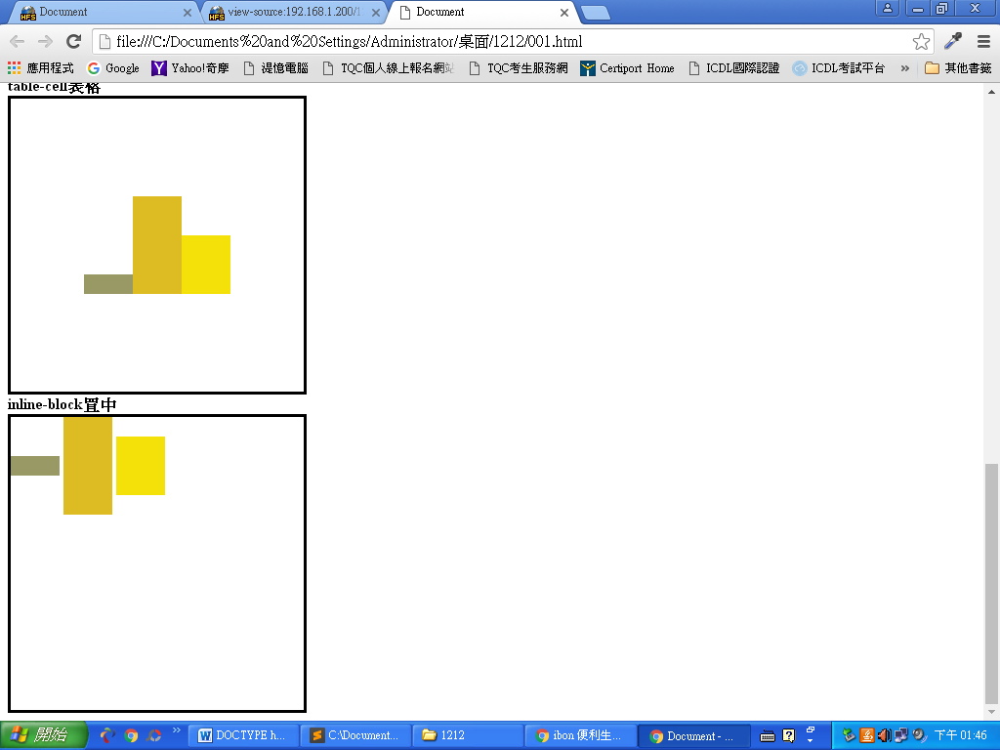 Document
view-source:192.168.1.200/1
Document
file:///C:/Documents%20and%20Settings/Administrator/桌面/1212/001.html
應用程式 Google Yahoo!奇摩 湜憶電腦 TQC個人線上報名網站 TQC考生服務網 Certiport Home ICDL國際認證 ICDL考試平台 » 其他書籤
table-cell表格
inline-block置中
開始 » DOCTYPE h... C:\Document... 1212 ibon 便利生... Document - ... 下午 01:46